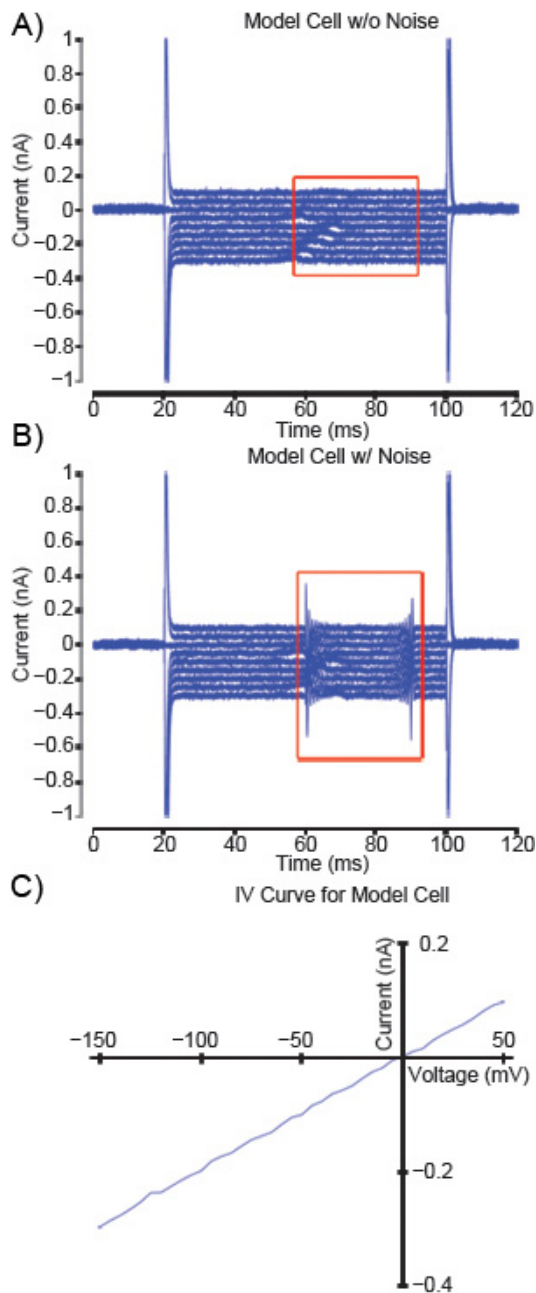 A)
Model Cell w/o Noise
1
0.8
0.6
0.4
0.2
0
−0.2
−0.4
−0.6
−0.8
−1
Current (nA)
0 20 40 60 80 100 120
Time (ms)
B)
Model Cell w/ Noise
1
0.8
0.6
0.4
0.2
0
−0.2
−0.4
−0.6
−0.8
−1
Current (nA)
0 20 40 60 80 100 120
Time (ms)
C)
IV Curve for Model Cell
Current (nA)
0.2
−150 −100 −50 50
Voltage (mV)
−0.2
−0.4